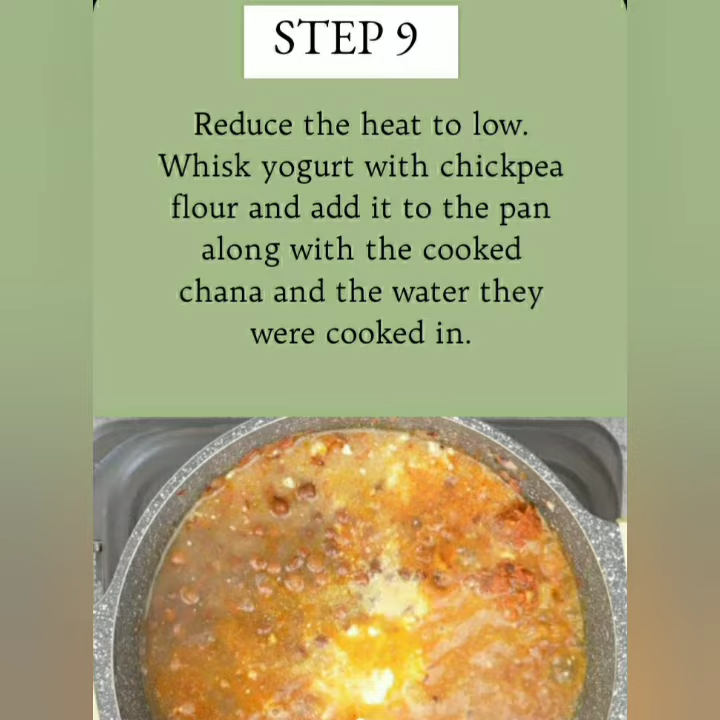 STEP 9
Reduce the heat to low.
Whisk yogurt with chickpea
flour and add it to the pan
along with the cooked
chana and the water they
were cooked in.